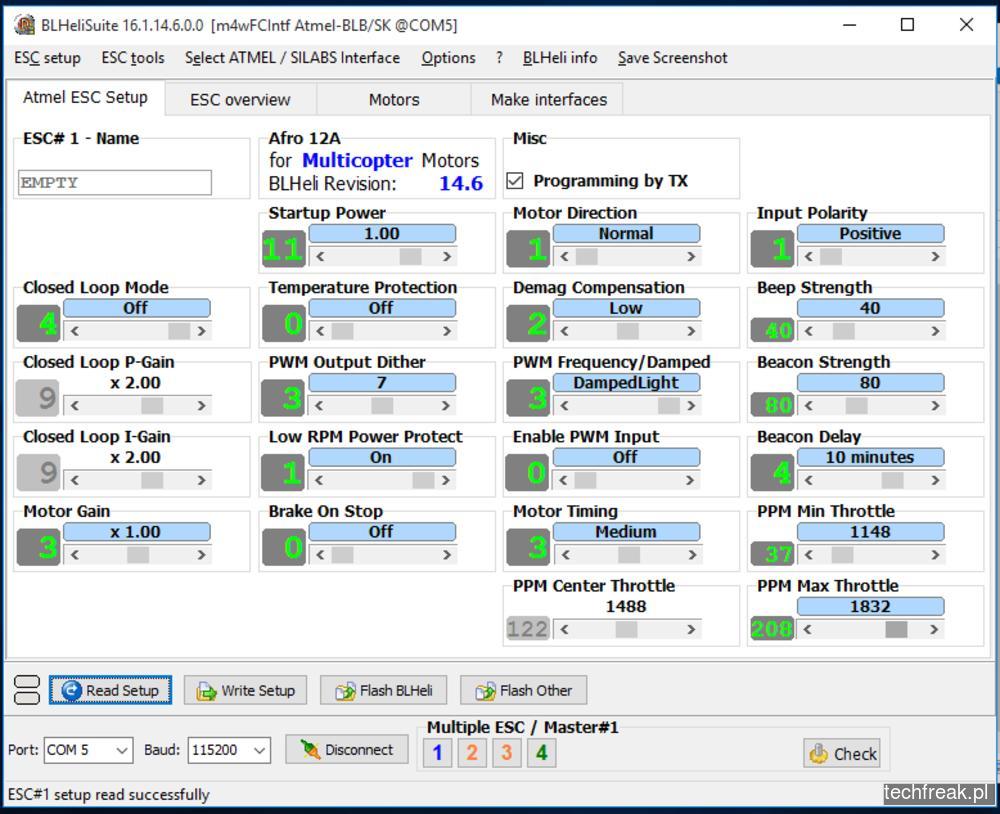 BLHeliSuite 16.1.14.6.0.0 [m4wFCIntf Atmel-BLB/SK @COM5]
ESC setup ESC tools Select ATMEL / SILABS Interface Options ? BLHeli info Save Screenshot
Atmel ESC Setup ESC overview Motors Make interfaces
ESC# 1 - Name
EMPTY
Afro 12A
for Multicopter Motors
BLHeli Revision: 14.6
Misc
Programming by TX
Startup Power
11 1.00
Motor Direction
1 Normal
Input Polarity
1 Positive
Closed Loop Mode
4 Off
Temperature Protection
0 Off
Demag Compensation
2 Low
Beep Strength
40 40
Closed Loop P-Gain
9 x 2.00
PWM Output Dither
3 7
PWM Frequency/Damped
3 DampedLight
Beacon Strength
80 80
Closed Loop I-Gain
9 x 2.00
Low RPM Power Protect
1 On
Enable PWM Input
0 Off
Beacon Delay
4 10 minutes
Motor Gain
3 x 1.00
Brake On Stop
0 Off
Motor Timing
3 Medium
PPM Min Throttle
37 1148
PPM Center Throttle
122 1488
PPM Max Throttle
208 1832
Read Setup Write Setup Flash BLHeli Flash Other
Port: COM 5 Baud: 115200 Disconnect
Multiple ESC / Master#1
1 2 3 4 Check
ESC#1 setup read successfully
techfreak.pl